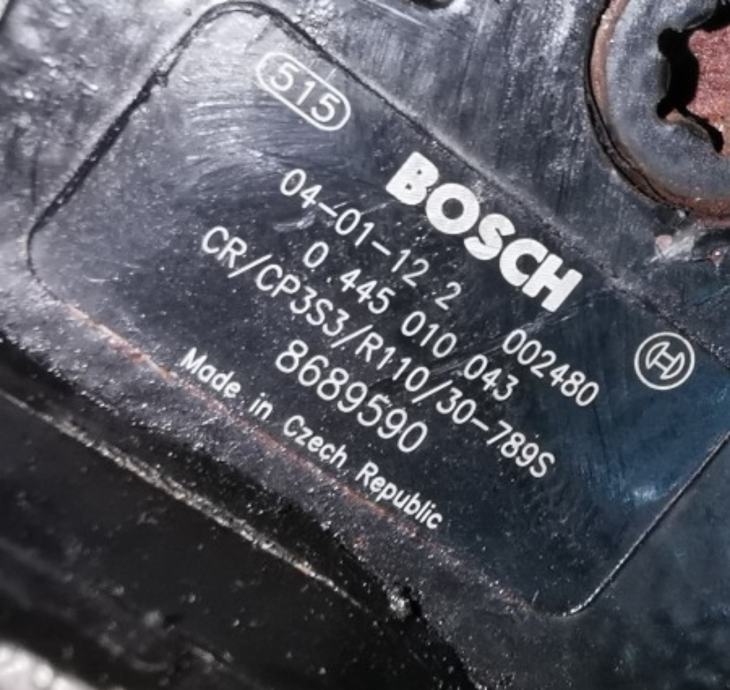 515
BOSCH
04-01-12 2 002480
0 445 010 043
CR/CP3S3/R110/30-789S
8689590
Made in Czech Republic